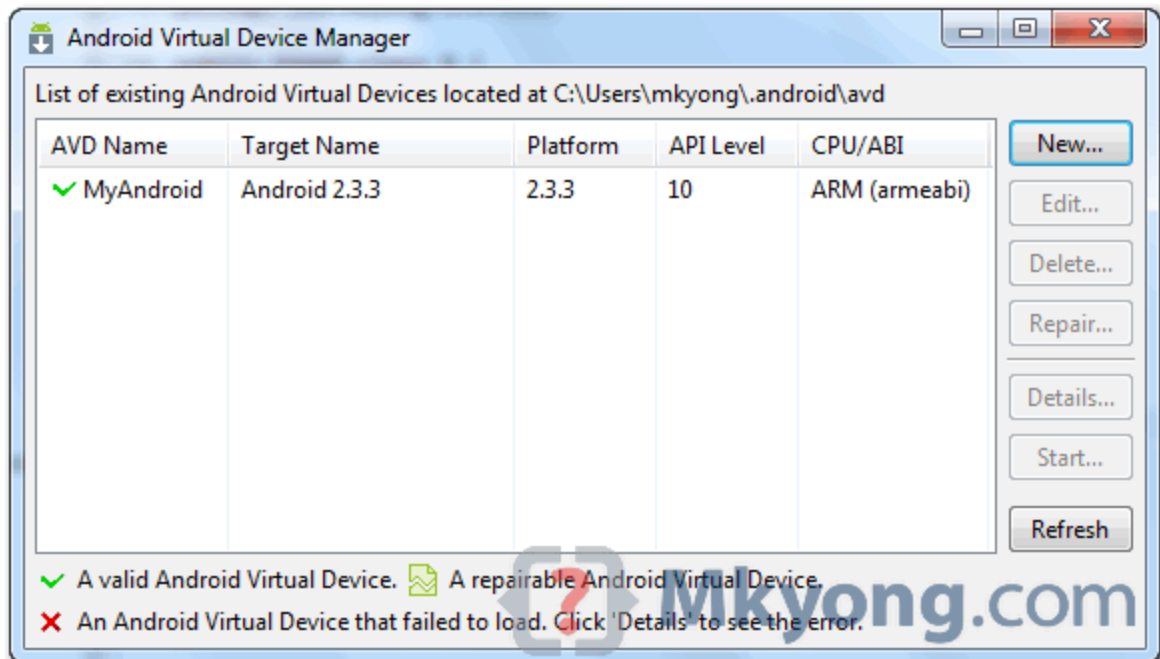 Android Virtual Device Manager
List of existing Android Virtual Devices located at C:\Users\mkyong\.android\avd
AVD Name Target Name Platform API Level CPU/ABI
MyAndroid Android 2.3.3 2.3.3 10 ARM (armeabi)
New...
Edit...
Delete...
Repair...
Details...
Start...
Refresh
A valid Android Virtual Device. A repairable Android Virtual Device.
An Android Virtual Device that failed to load. Click 'Details' to see the error.
Mkyong.com